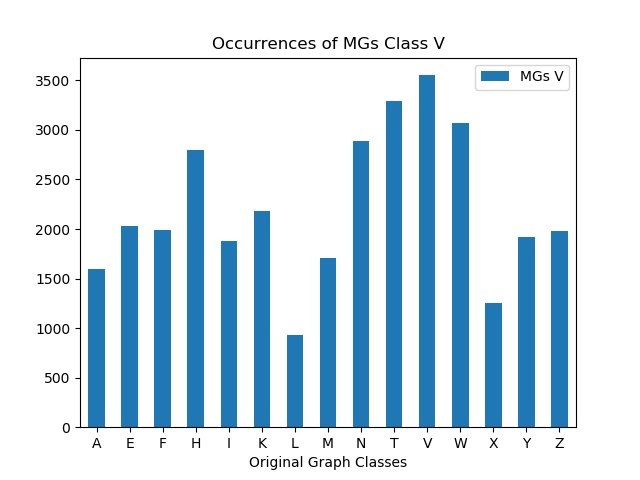 Occurrences of MGs Class V
MGs V
3500
3000
2500
2000
1500
1000
500
0
A E F H I K L M N T V W X Y Z
Original Graph Classes